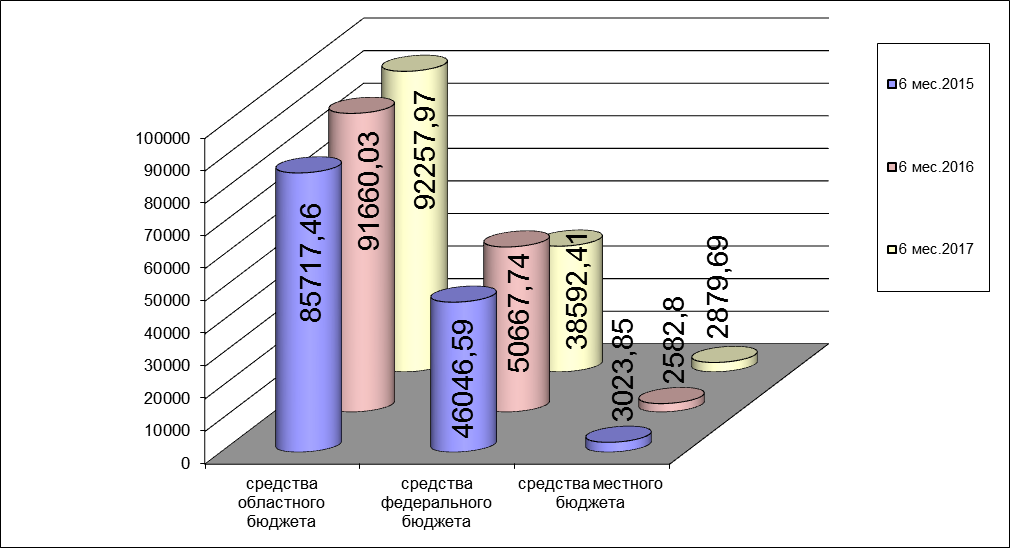 100000
90000
80000
70000
60000
50000
40000
30000
20000
10000
0
85717,46
91660,03
92257,97
46046,59
50667,74
38592,41
3023,85
2582,8
2879,69
средства
областного
бюджета
средства
федерального
бюджета
средства местного
бюджета
6 мес.2015
6 мес.2016
6 мес.2017